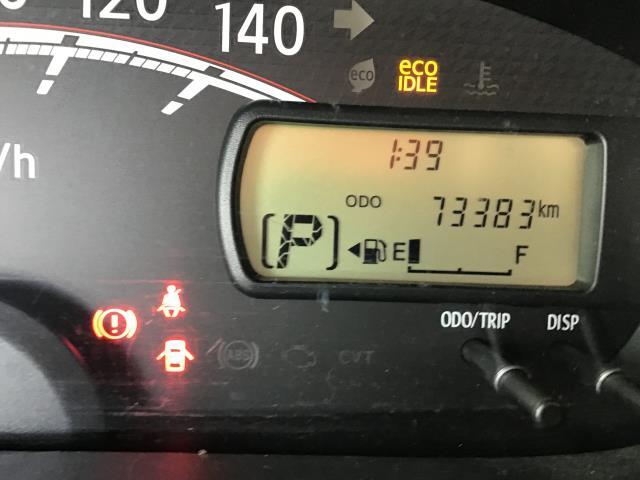 120
140
/h
eco
eco
IDLE
1:39
ODO 73383 km
P E F
ODO/TRIP DISP
ABS CVT